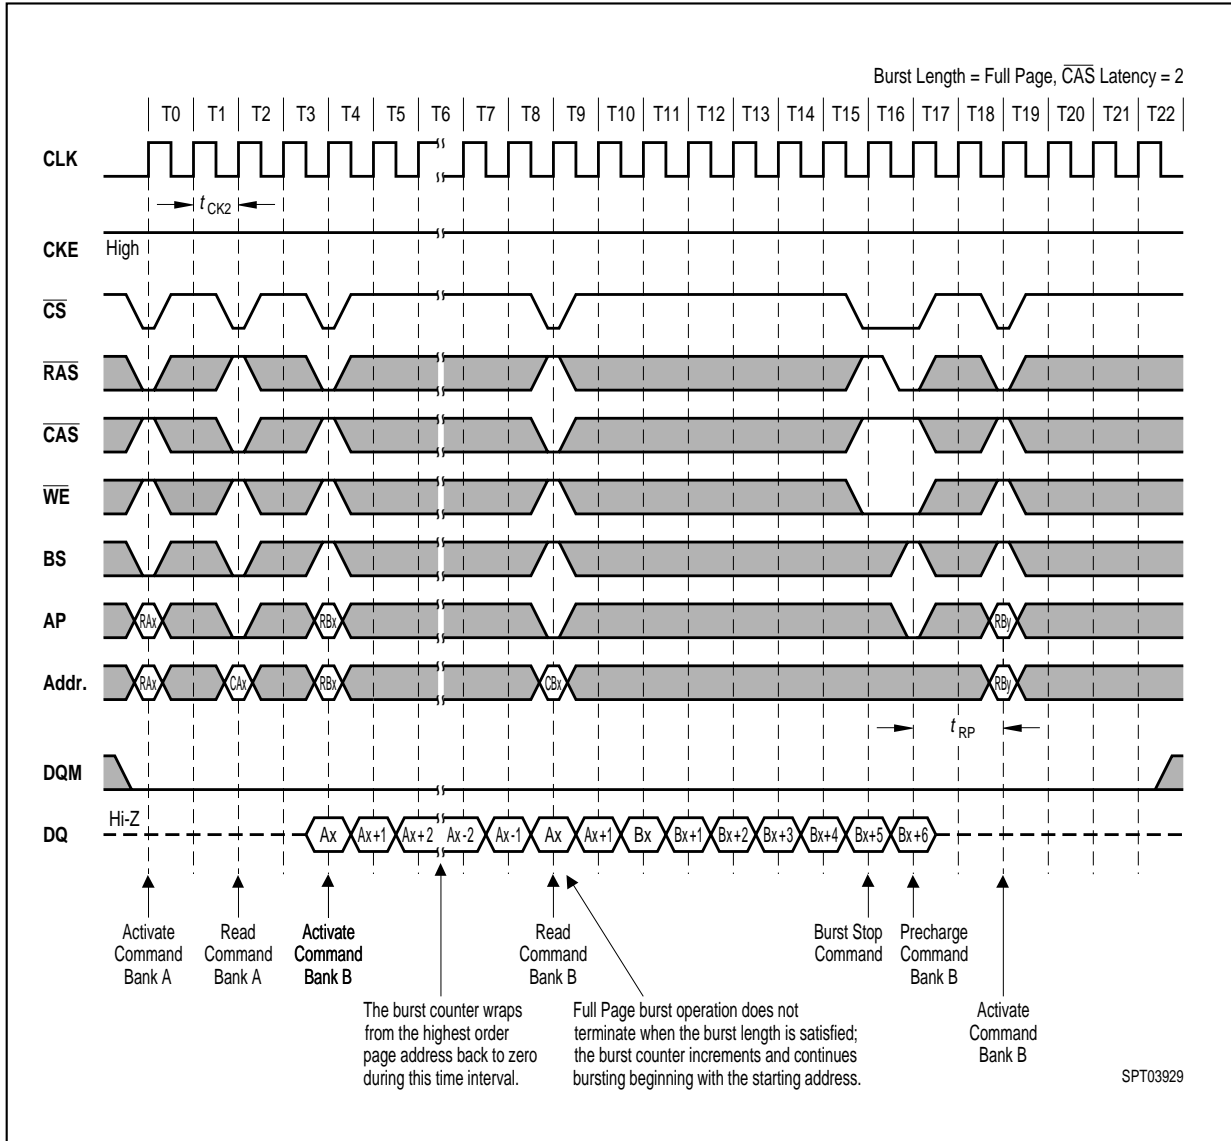 Burst Length = Full Page, CAS Latency = 2
T0 T1 T2 T3 T4 T5 T6 T7 T8 T9 T10 T11 T12 T13 T14 T15 T16 T17 T18 T19 T20 T21 T22
CLK
t CK2
CKE High
CS
RAS
CAS
WE
BS
AP RAx RBx RBy
Addr. RAx CAx RBx CBx RBy
t RP
DQM
Hi-Z
DQ Ax Ax+1 Ax+2 Ax-2 Ax-1 Ax Ax+1 Bx Bx+1 Bx+2 Bx+3 Bx+4 Bx+5 Bx+6
Activate
Command
Bank A
Read
Command
Bank A
Activate
Command
Bank B
Read
Command
Bank B
Burst Stop
Command
Precharge
Command
Bank B
The burst counter wraps
from the highest order
page address back to zero
during this time interval.
Full Page burst operation does not
terminate when the burst length is satisfied;
the burst counter increments and continues
bursting beginning with the starting address.
Activate
Command
Bank B
SPT03929